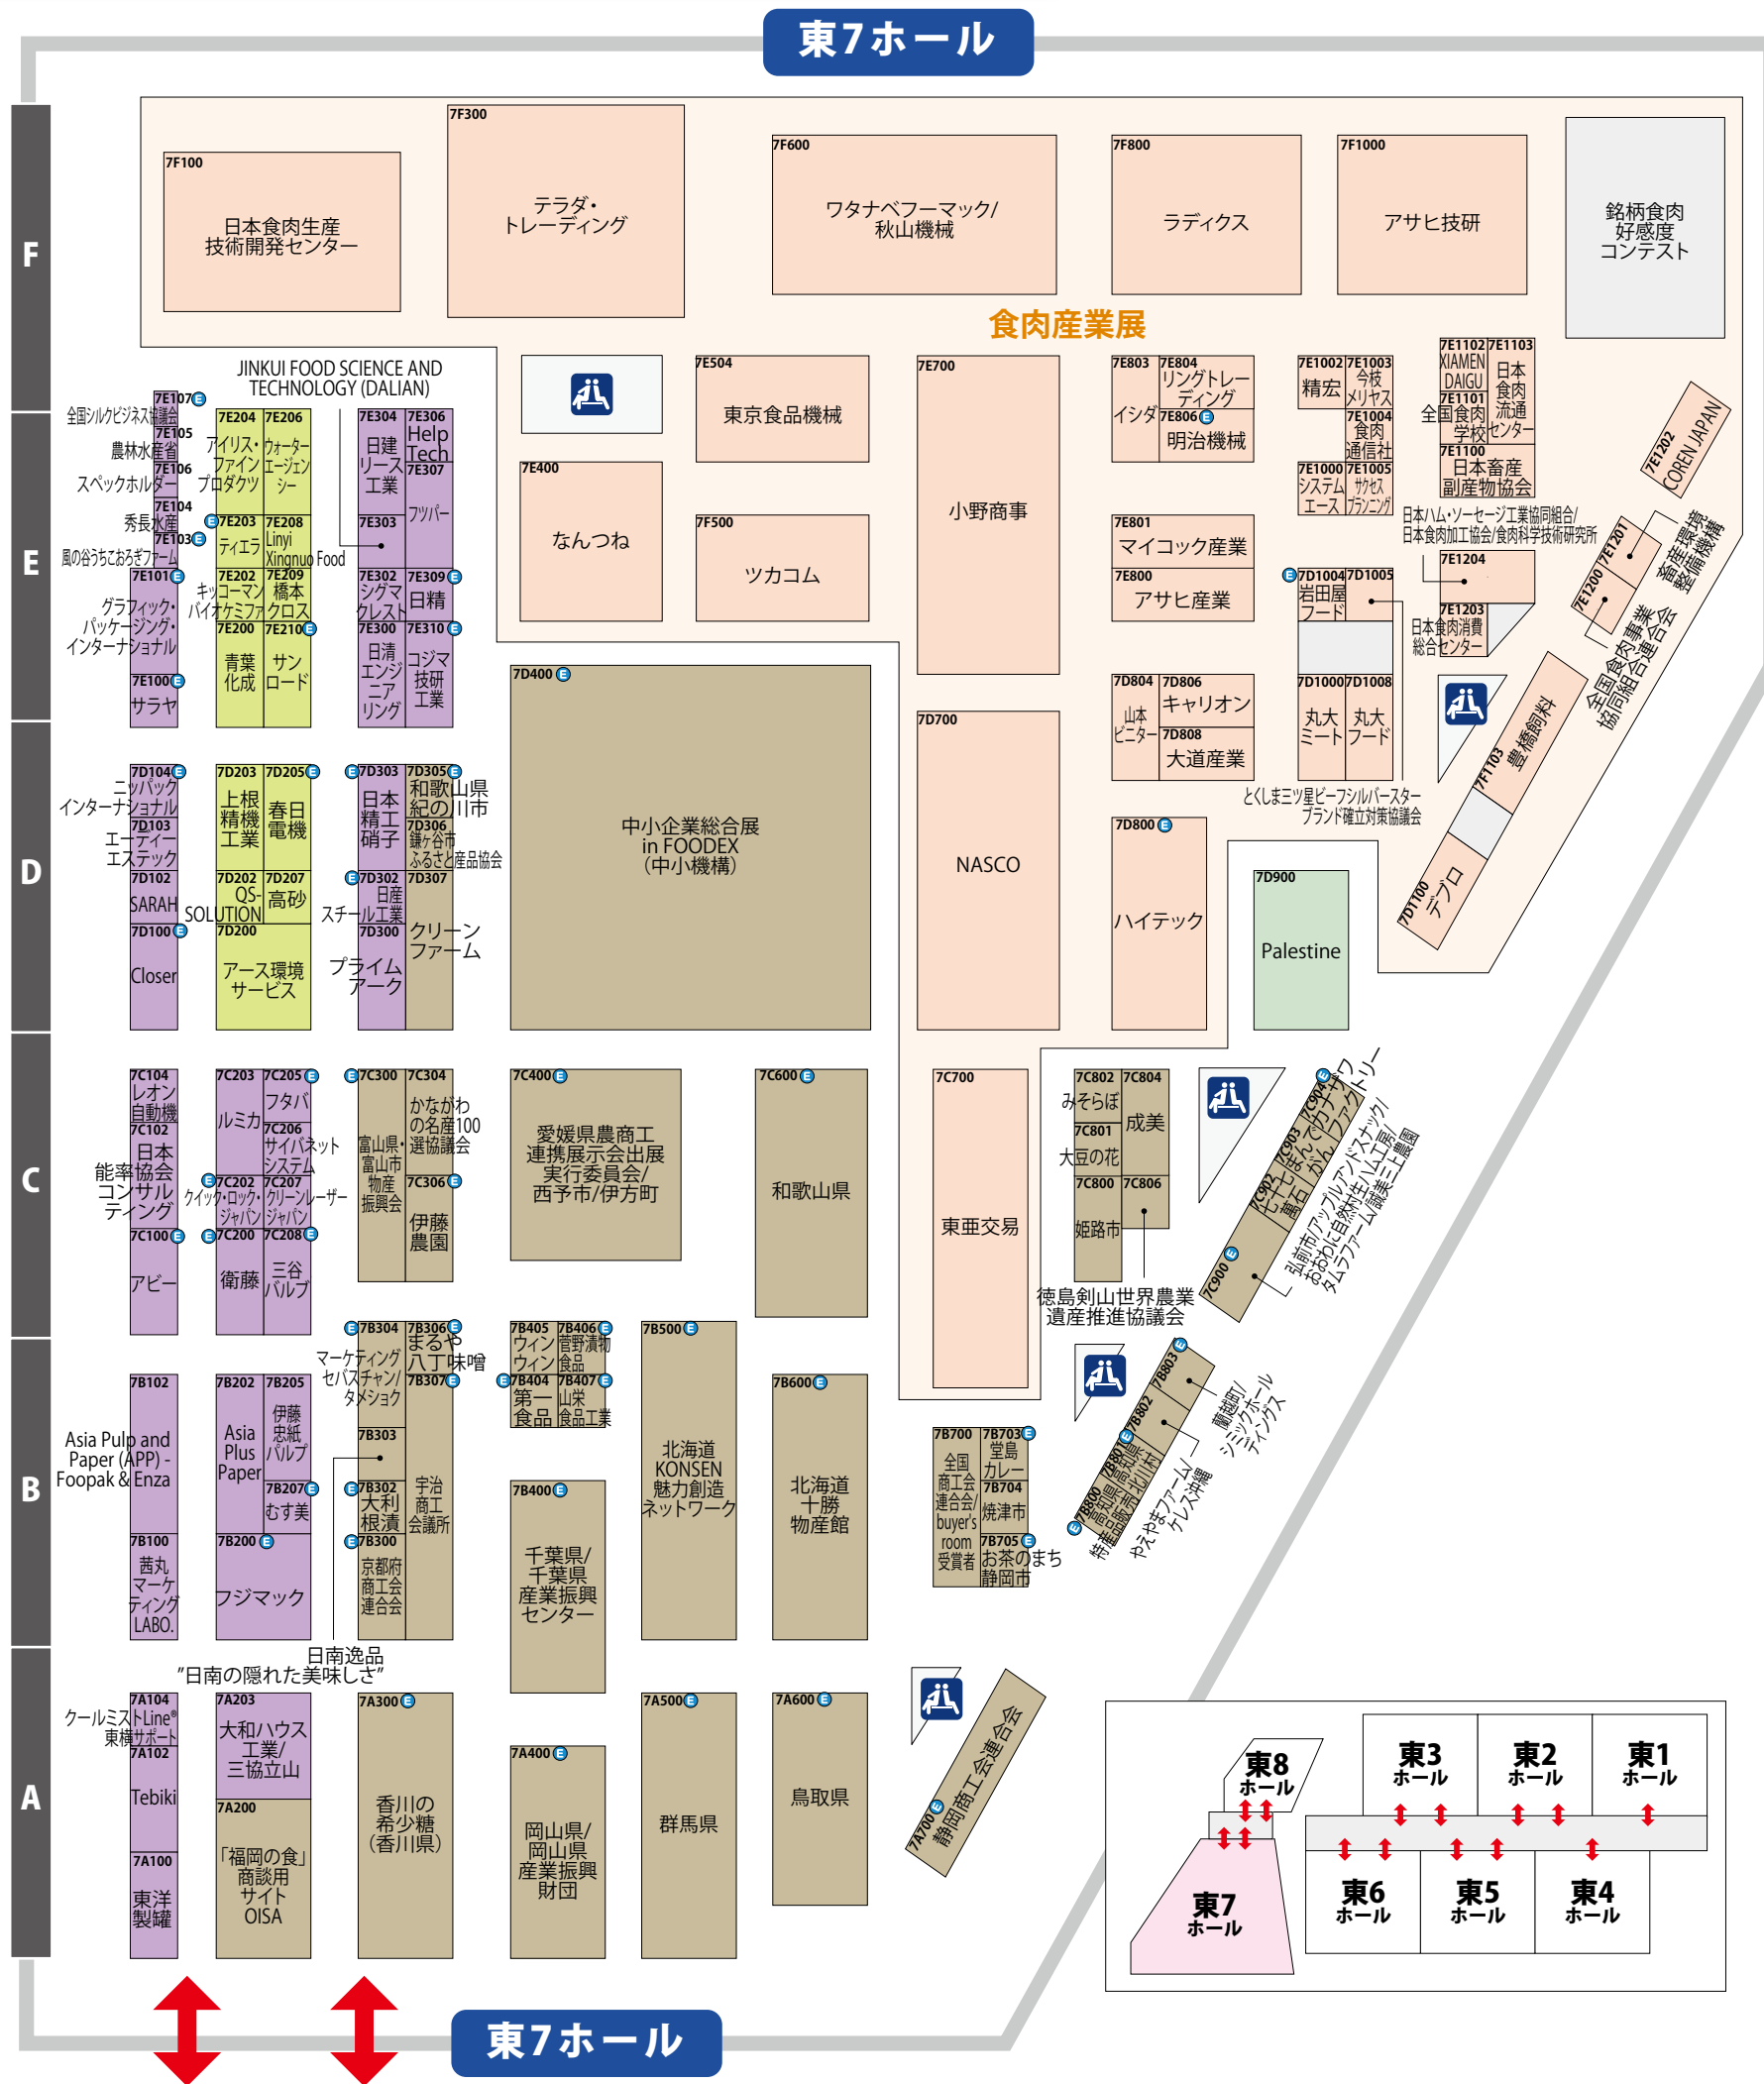 東7ホール
F
7F100
日本食肉生産
技術開発センター
7F300
テラダ・
トレーディング
7F600
ワタナベフーマック/
秋山機械
7F800
ラディクス
7F1000
アサヒ技研
銘柄食肉
好感度
コンテスト
食肉産業展
E
JINKUI FOOD SCIENCE AND
TECHNOLOGY (DALIAN)
7E107 E
全国シルクビジネス協議会
7E105
農林水産省
7E106
スペックホルダー
7E104
秀長水産
7E103 E
風の谷うちこおろぎファーム
7E101 E
グラフィック・
パッケージング・
インターナショナル
7E100 E
サラヤ
7E204
アイリス・
ファイン
プロダクツ
7E206
ウォーター
エージェン
シー
E 7E203
ティエラ
7E208
Linyi
Xingnuo Food
7E202
キッコーマン
バイオケミファ
7E209
橋本
クロス
7E200
青葉
化成
7E210 E
サン
ロード
7E304
日建
リース
工業
7E306
Help
Tech
7E307
フツパー
7E303
7E302
シグマ
クレスト
7E309 E
日精
7E300
日清
エンジ
ニア
リング
7E310 E
コジマ
技研
工業
7E504
東京食品機械
7E400
なんつね
7F500
ツカコム
7E700
小野商事
7E803
イシダ
7E804
リングトレー
ディング
7E806 E
明治機械
7E801
マイコック産業
7E800
アサヒ産業
7E1002
精宏
7E1003
今枝
メリヤス
7E1004
食肉
通信社
7E1000
システム
エース
7E1005
サクセス
プランニング
7E1102
XIAMEN
DAIGU
7E1103
日本
食肉
流通
センター
7E1101
全国食肉
学校
7E1100
日本畜産
副産物協会
日本ハム・ソーセージ工業協同組合/
日本食肉加工協会/食肉科学技術研究所
7E1204
7E1203
日本食肉消費
総合センター
7E1202
COREN JAPAN
7E1201
畜産環境
整備機構
7E1200
全国食肉事業
協同組合連合会
E 7D1004
岩田屋
フード
7D1005
7D1000
丸大
ミート
7D1008
丸大
フード
とくしま三ツ星ビーフシルバースター
ブランド確立対策協議会
7D804
山本
ビニター
7D806
キャリオン
7D808
大道産業
7F1103
豊橋飼料
7D1100
デブロ
D
7D104 E
ニッパック
インターナショナル
7D103
エーディー
エステック
7D102
SARAH
7D100 E
Closer
7D203
上根
精機
工業
7D205 E
春日
電機
7D202
QS-
SOLUTION
7D207
高砂
7D200
アース環境
サービス
E 7D303
日本
精工
硝子
7D305 E
和歌山県
紀の川市
7D306
鎌ケ谷市
ふるさと産品協会
E 7D302
日産
スチール工業
7D307
クリーン
ファーム
7D300
プライム
アーク
7D400 E
中小企業総合展
in FOODEX
(中小機構)
7D700
NASCO
7D800 E
ハイテック
7D900
Palestine
C
7C104
レオン
自動機
7C102
日本
能率協会
コンサル
ティング
7C100 E
アビー
7C203
ルミカ
7C205 E
フタバ
7C206
サイバネット
システム
E 7C202
クイック・ロック・
ジャパン
7C207
クリーンレーザー
ジャパン
E 7C200
衛藤
7C208 E
三谷
バルブ
E 7C300
富山県・
富山市
物産
振興会
7C304
かながわ
の名産100
選協議会
7C306 E
伊藤
農園
7C400 E
愛媛県農商工
連携展示会出展
実行委員会/
西予市/伊方町
7C600 E
和歌山県
7C700
東亜交易
7C802
みそらぼ
7C804
成美
7C801
大豆の花
7C800
姫路市
7C806
徳島剣山世界農業
遺産推進協議会
7C904 E
カナザワ
ファクトリー
7C903
まんで
がん
7C902
七十七
萬石
7C900 E
弘前市/アップルアンドスナック/
おおわに自然村生ハム工房/
タムラファーム/誠美三上農園
B
7B102
Asia Pulp and
Paper (APP) -
Foopak & Enza
7B100
茜丸
マーケ
ティング
LABO.
7B202
Asia
Plus
Paper
7B205
伊藤
忠紙
パルプ
7B207 E
むす美
7B200 E
フジマック
E 7B304
マーケティング
セバスチャン/
タメショク
7B306 E
まるや
八丁味噌
7B307 E
宇治
商工
会議所
7B303
E 7B302
大利
根漬
E 7B300
京都府
商工会
連合会
日南逸品
"日南の隠れた美味しさ"
7B405
ウィン
ウィン
7B406 E
菅野漬物
食品
E 7B404
第一
食品
7B407 E
山栄
食品工業
7B400 E
千葉県/
千葉県
産業振興
センター
7B500 E
北海道
KONSEN
魅力創造
ネットワーク
7B600 E
北海道
十勝
物産館
7B700
全国
商工会
連合会/
buyer's
room
受賞者
7B703 E
堂島
カレー
7B704
焼津市
7B705 E
お茶のまち
静岡市
7B803 E
蘭越町/
シミックホール
ディングス
7B802
やえやまファーム/
ケレス沖縄
7B801 E
高知県
北川村
E 7B800
高知県
特産品販売
A
7A104
クールミストLine®
東横サポート
7A102
Tebiki
7A100
東洋
製罐
7A203
大和ハウス
工業/
三協立山
7A200
「福岡の食」
商談用
サイト
OISA
7A300 E
香川の
希少糖
(香川県)
7A400 E
岡山県/
岡山県
産業振興
財団
7A500 E
群馬県
7A600 E
鳥取県
7A700 E
静岡商工会連合会
東8
ホール
東3
ホール
東2
ホール
東1
ホール
東7
ホール
東6
ホール
東5
ホール
東4
ホール
東7ホール